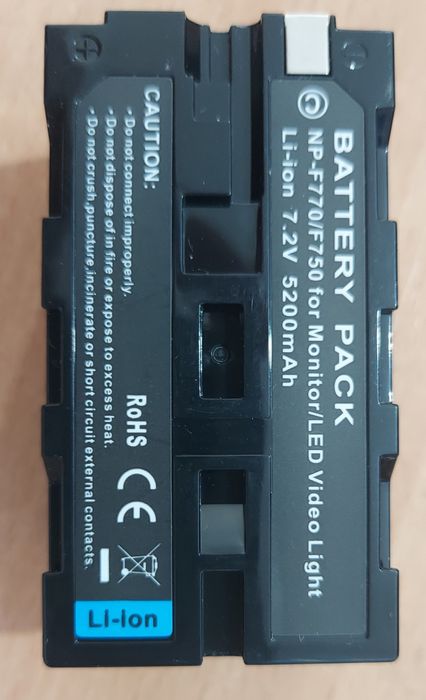 BATTERY PACK
NP-F770/F750 for Monitor/LED Video Light
Li-ion 7.2V 5200mAh
CAUTION:
•Do not connect improperly.
•Do not dispose of in fire or expose to excess heat.
•Do not crush,puncture,incinerate or short circuit external contacts.
RoHS
CE
Li-ion